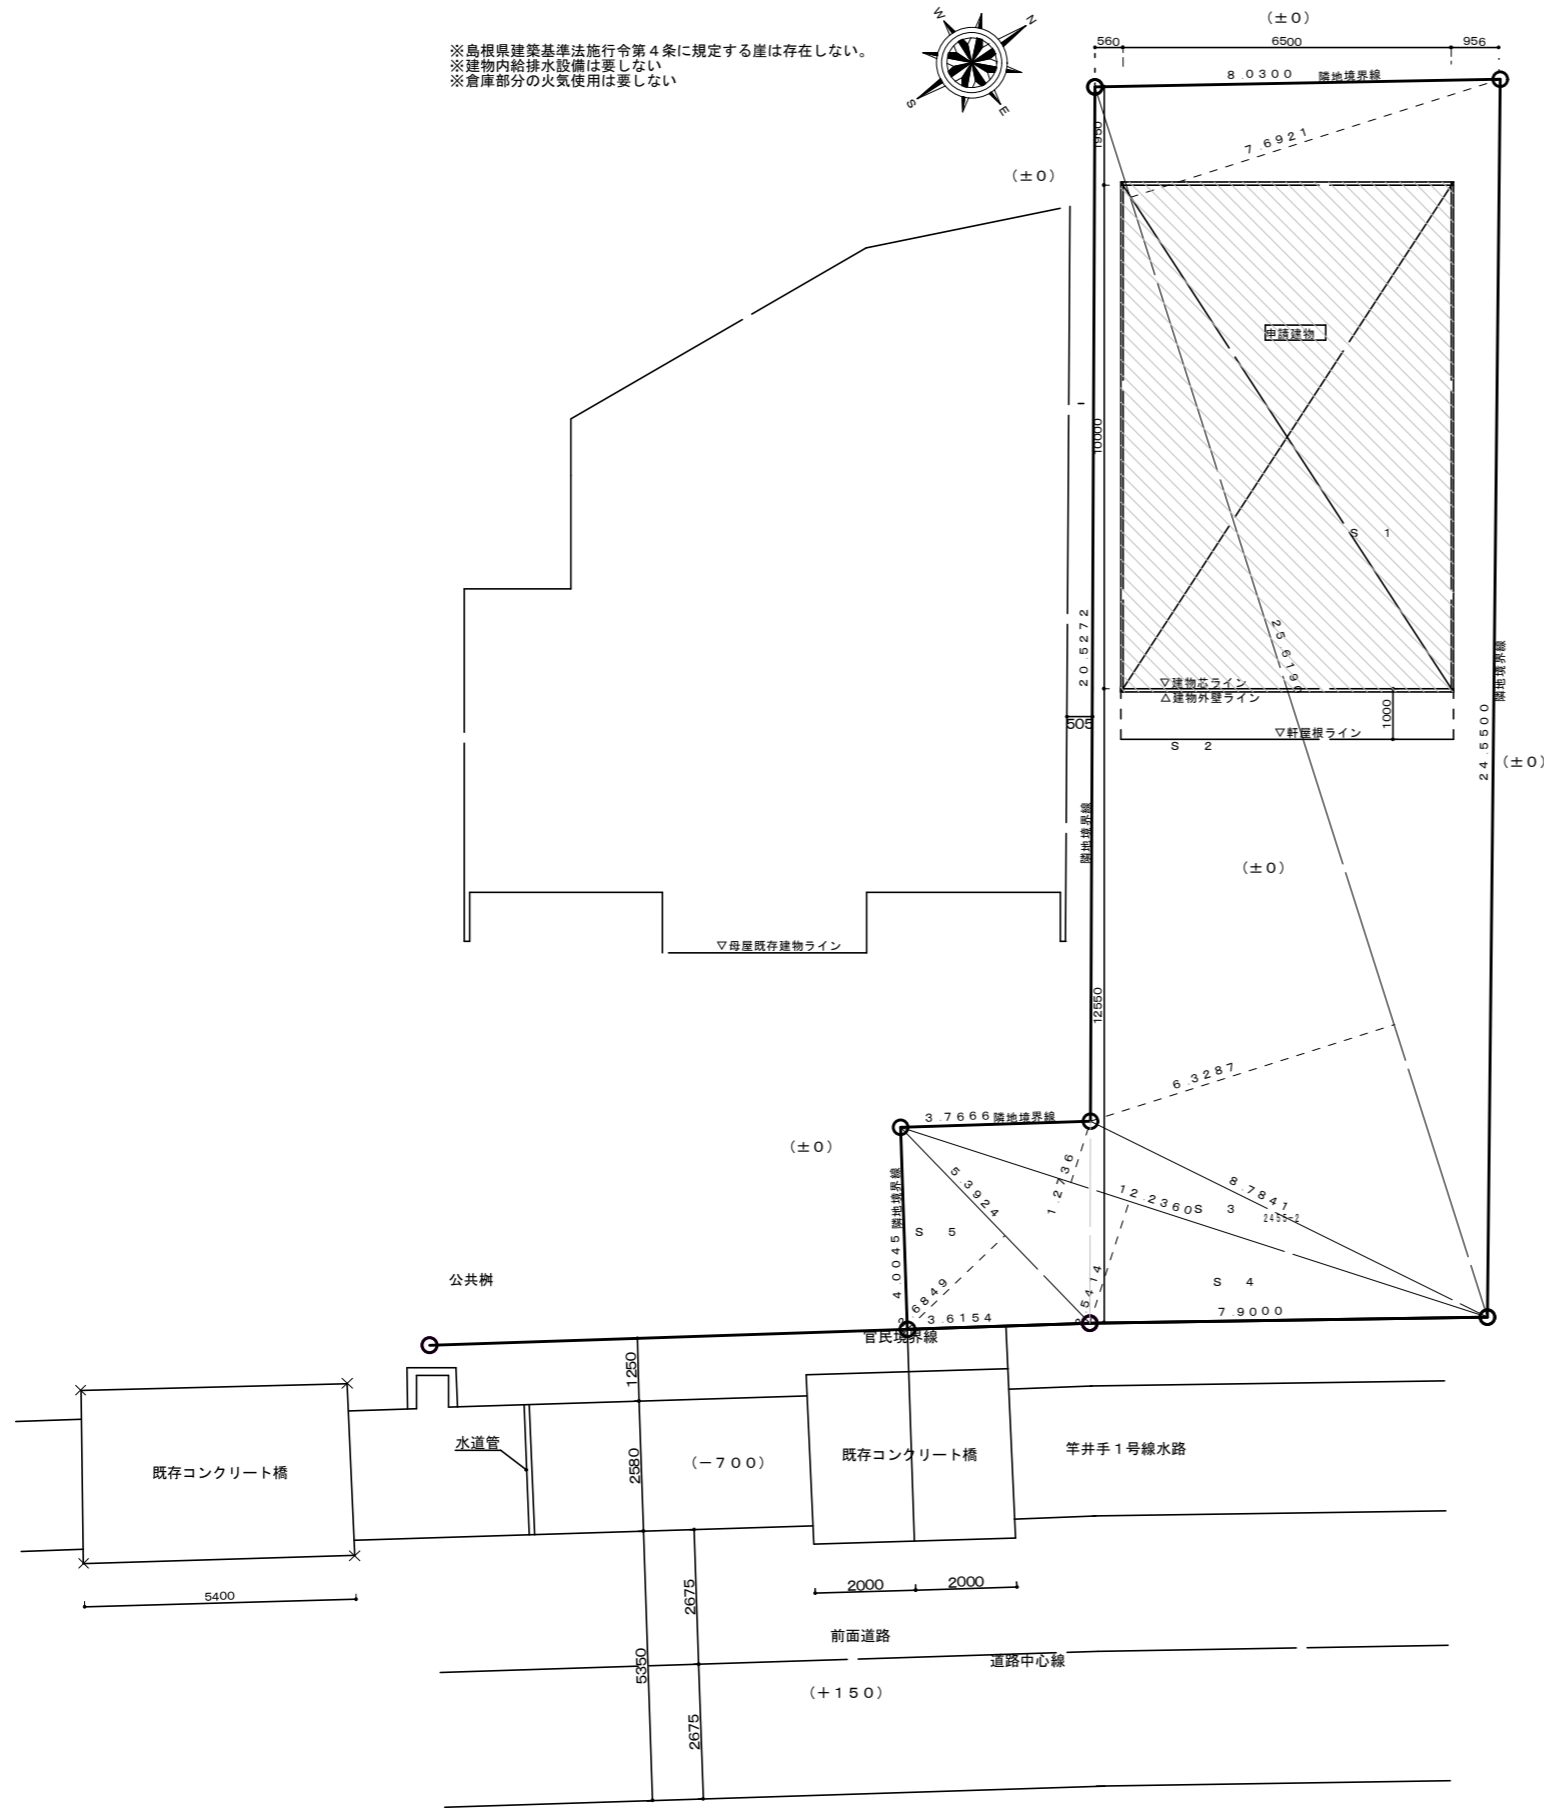 ※島根県建築基準法施行令第４条に規定する崖は存在しない。
※建物内給排水設備は要しない
※倉庫部分の火気使用は要しない
W
N
S
E
（±０）
560
6500
956
8.0300
隣地境界線
1950
7.6921
（±０）
申請建物
10000
S 1
20.5272
25.6196
隣地境界線
▽建物芯ライン
△建物外壁ライン
505
1000
▽軒屋根ライン
S 2
24.5500
（±０）
隣地境界線
（±０）
▽母屋既存建物ライン
12550
6.3287
3.7666
隣地境界線
（±０）
隣地境界線
4.0045
5.3924
1.2736
12.2360
8.7841
S 3
2455-2
S 5
S 4
公共桝
2.6849
3.6154
2.5414
7.9000
官民境界線
1250
水道管
既存コンクリート橋
2580
（－７００）
既存コンクリート橋
竿井手１号線水路
5400
2000
2000
2675
前面道路
5350
道路中心線
（＋１５０）
2675